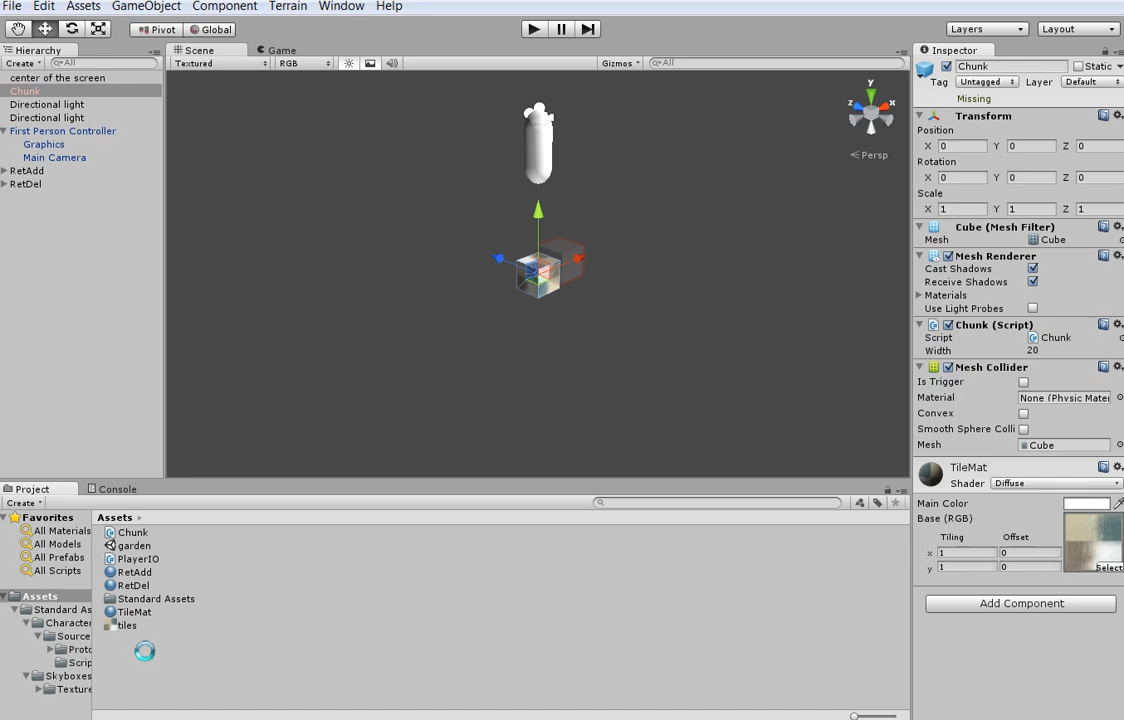 File Edit Assets GameObject Component Terrain Window Help
Pivot Global Layers Layout
Hierarchy
Create All
center of the screen
Chunk
Directional light
Directional light
First Person Controller
Graphics
Main Camera
RetAdd
RetDel
Scene Game
Textured RGB Gizmos All
y
z x
Persp
Inspector
Chunk Static
Tag Untagged Layer Default
Missing
Transform
Position
X 0 Y 0 Z 0
Rotation
X 0 Y 0 Z 0
Scale
X 1 Y 1 Z 1
Cube (Mesh Filter)
Mesh Cube
Mesh Renderer
Cast Shadows
Receive Shadows
Materials
Use Light Probes
Chunk (Script)
Script Chunk
Width 20
Mesh Collider
Is Trigger
Material None (Physic Mater
Convex
Smooth Sphere Colli
Mesh Cube
TileMat
Shader Diffuse
Main Color
Base (RGB)
Tiling Offset
x 1 0
y 1 0
Select
Add Component
Project Console
Create
Favorites
All Materials
All Models
All Prefabs
All Scripts
Assets
Standard As
Character
Source
Proto
Scrip
Skyboxes
Texture
Assets
Chunk
garden
PlayerIO
RetAdd
RetDel
Standard Assets
TileMat
tiles